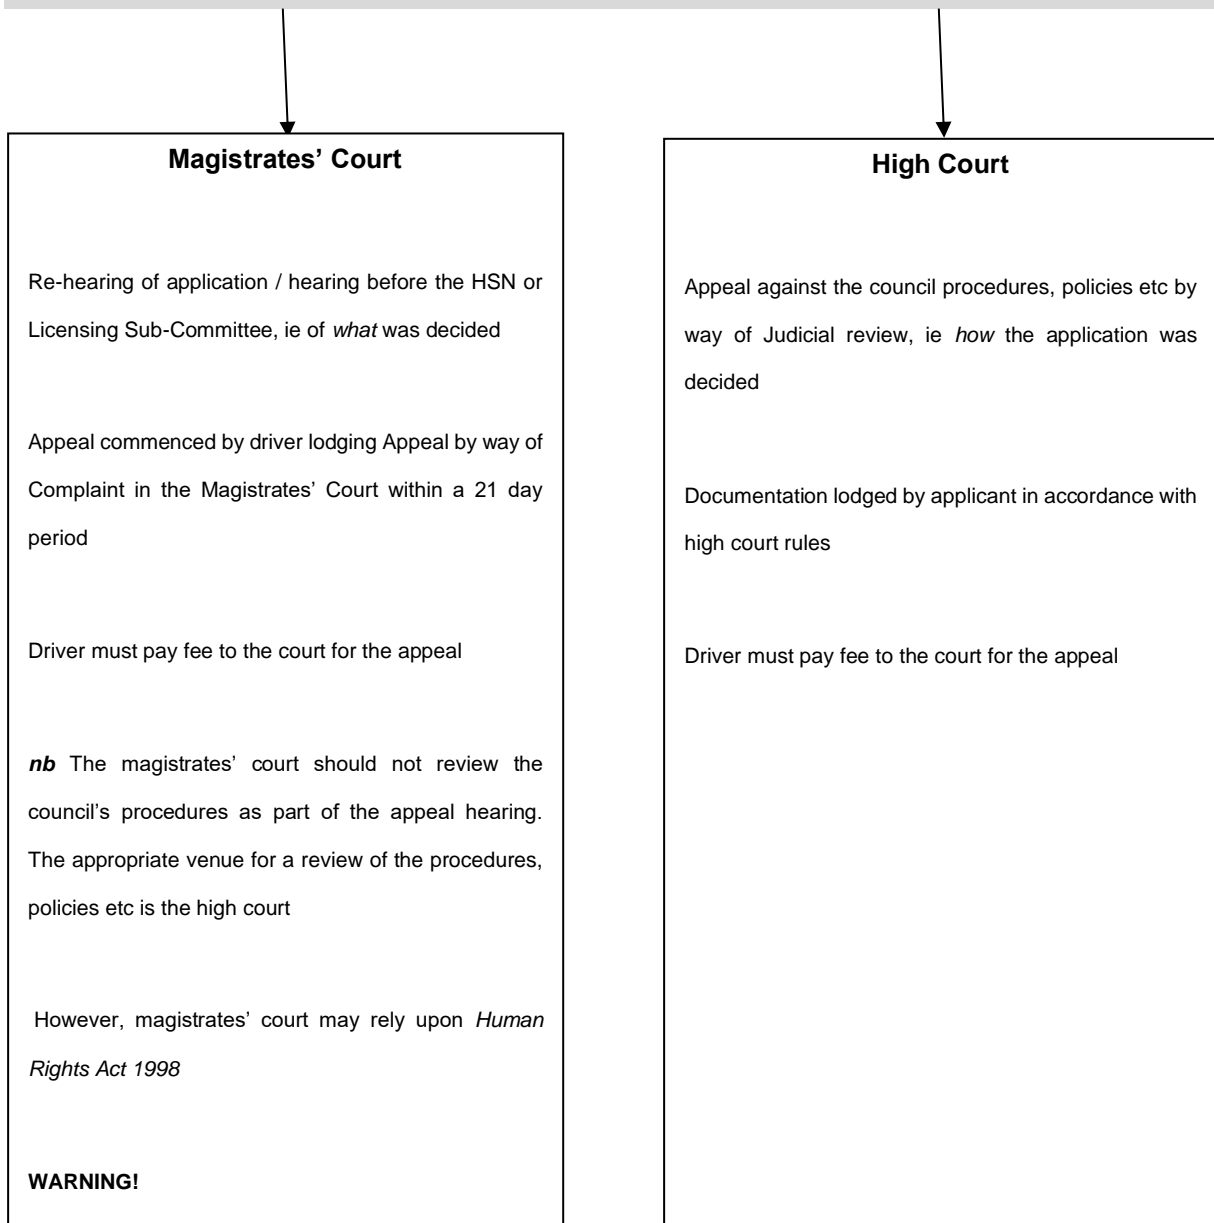 Magistrates’ Court
Re-hearing of application / hearing before the HSN or
Licensing Sub-Committee, ie of what was decided
Appeal commenced by driver lodging Appeal by way of
Complaint in the Magistrates’ Court within a 21 day
period
Driver must pay fee to the court for the appeal
nb The magistrates’ court should not review the
council’s procedures as part of the appeal hearing.
The appropriate venue for a review of the procedures,
policies etc is the high court
However, magistrates’ court may rely upon Human
Rights Act 1998
WARNING!
High Court
Appeal against the council procedures, policies etc by
way of Judicial review, ie how the application was
decided
Documentation lodged by applicant in accordance with
high court rules
Driver must pay fee to the court for the appeal